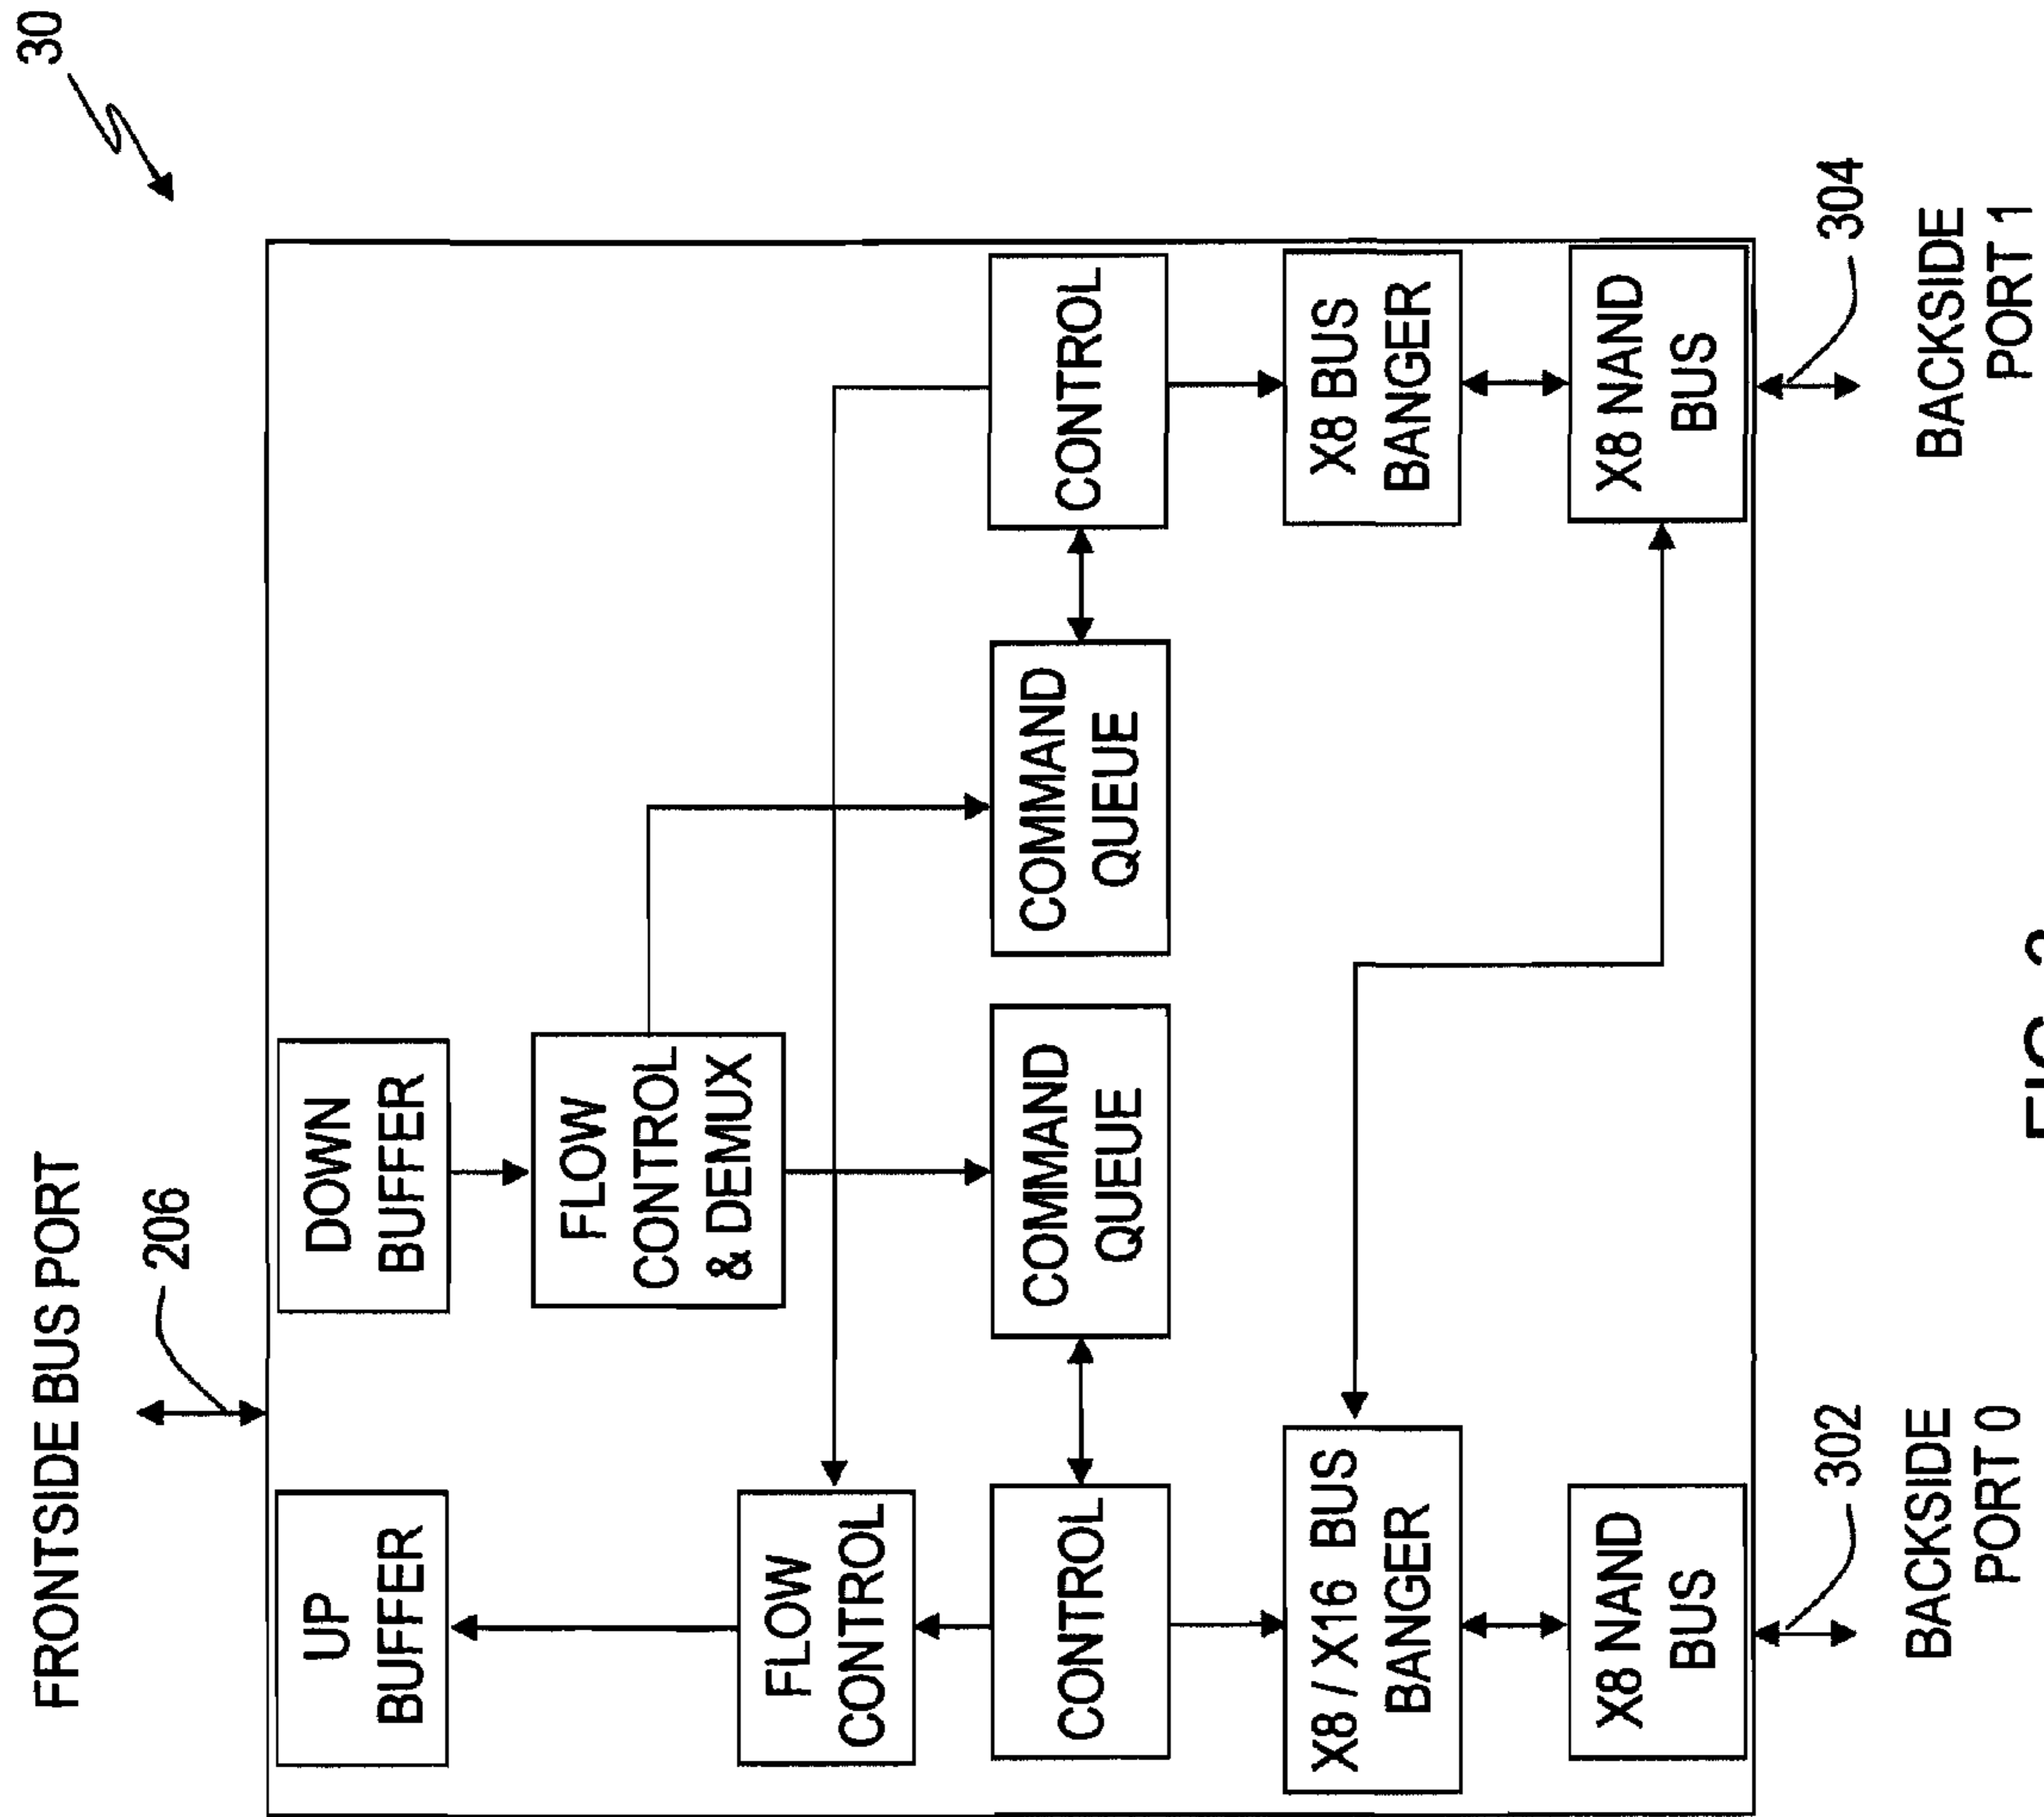 30
FRONTSIDE BUS PORT
206
UP
BUFFER
DOWN
BUFFER
FLOW
CONTROL
& DEMUX
FLOW
CONTROL
CONTROL
COMMAND
QUEUE
COMMAND
QUEUE
CONTROL
X8 / X16 BUS
BANGER
X8 BUS
BANGER
X8 NAND
BUS
X8 NAND
BUS
302
304
BACKSIDE
PORT 0
BACKSIDE
PORT 1
FIG.